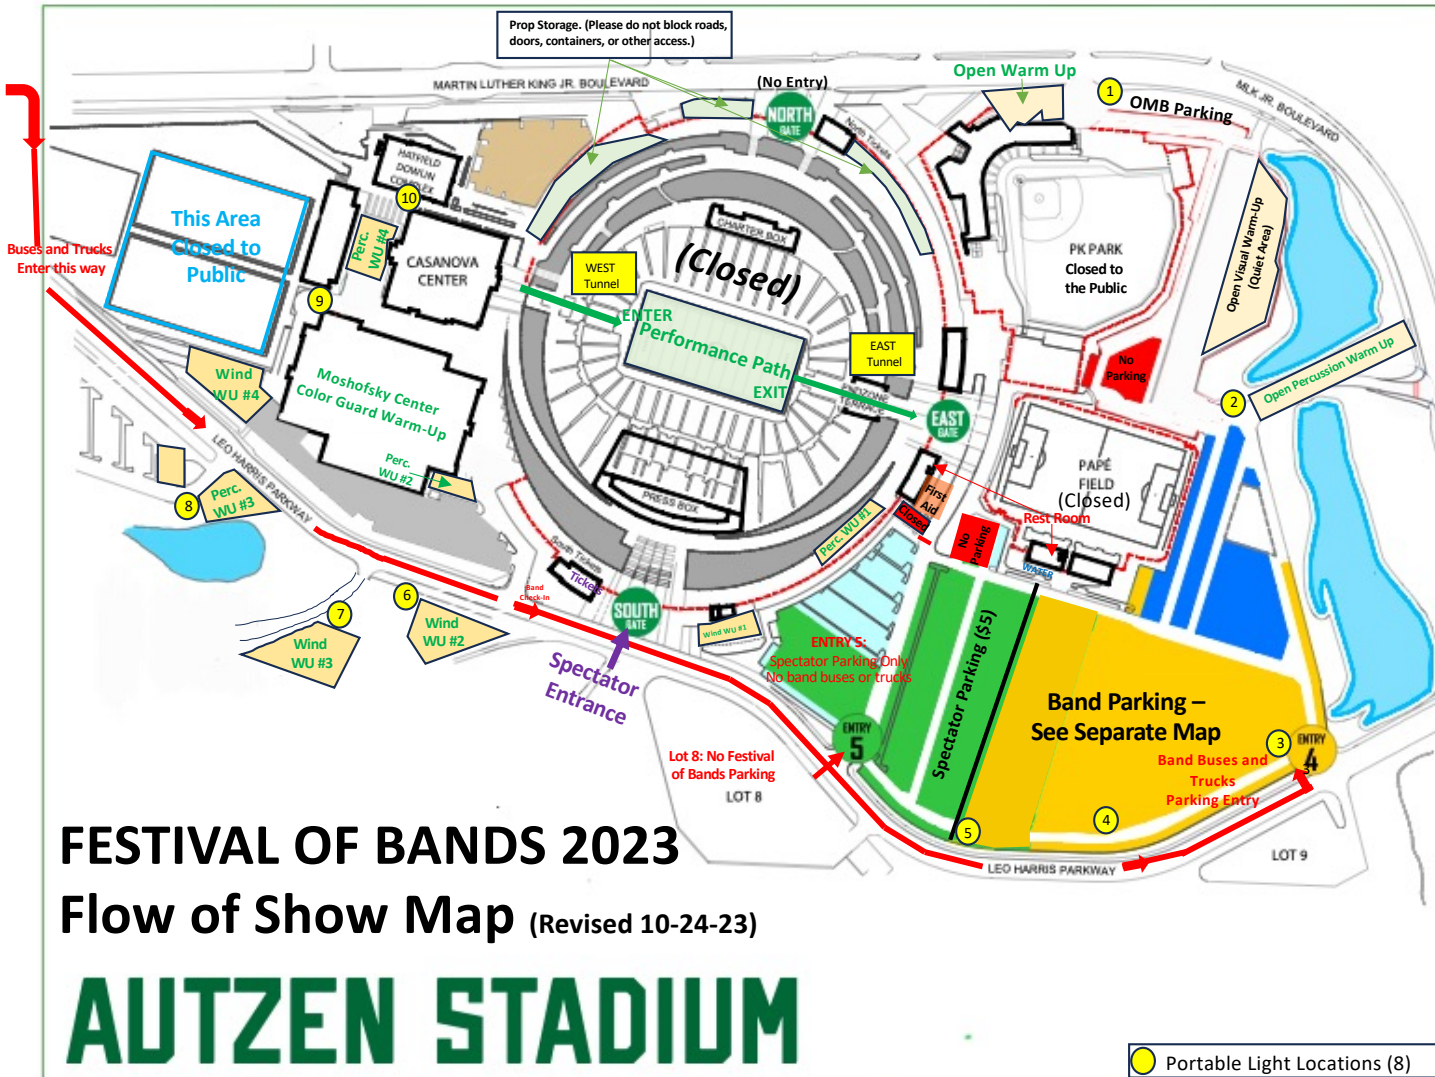 Prop Storage. (Please do not block roads,
doors, containers, or other access.)
MARTIN LUTHER KING JR. BOULEVARD
(No Entry)
NORTH
GATE
North Tickets
Open Warm Up
1
OMB Parking
MLK JR. BOULEVARD
HATFIELD
DOWLIN
COMPLEX
10
This Area
Closed to
Public
Buses and Trucks
Enter this way
Perc.
WU #4
CASANOVA
CENTER
9
WEST
Tunnel
CHARTER BOX
(Closed)
ENTER
Performance Path
EXIT
EAST
Tunnel
ENDZONE
TERRACE
EAST
GATE
PK PARK
Closed to
the Public
Open Visual Warm-Up
(Quiet Area)
No
Parking
Open Percussion Warm Up
2
Wind
WU #4
Moshofsky Center
Color Guard Warm-Up
Perc.
WU #2
LEO HARRIS PARKWAY
8
Perc.
WU #3
PRESS BOX
Perc. WU #1
First
Aid
Closed
No
Parking
PAPÉ
FIELD
(Closed)
Rest Room
WATER
South Tickets
Tickets
Band
Check-In
SOUTH
GATE
6
7
Wind
WU #2
Wind
WU #3
Wind WU #1
Spectator
Entrance
ENTRY 5:
Spectator Parking Only
No band buses or trucks
ENTRY
5
Spectator Parking ($5)
Band Parking –
See Separate Map
3
ENTRY
4
Band Buses and
Trucks
Parking Entry
Lot 8: No Festival
of Bands Parking
LOT 8
5
4
LEO HARRIS PARKWAY
LOT 9
FESTIVAL OF BANDS 2023
Flow of Show Map (Revised 10-24-23)
AUTZEN STADIUM
Portable Light Locations (8)